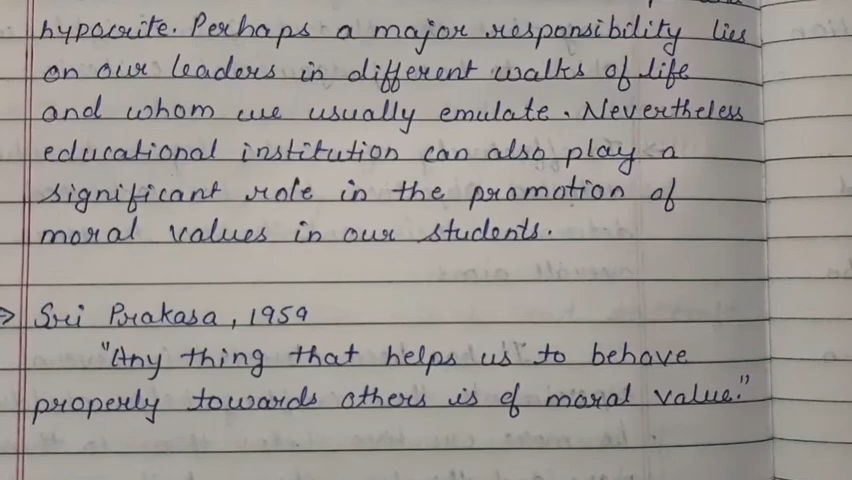 hypocrite. Perhaps a major responsibility lies
on our leaders in different walks of life
and whom we usually emulate. Nevertheless
educational institution can also play a
significant role in the promotion of
moral values in our students.
→ Sri Prakasa, 1959
"Any thing that helps us to behave
properly towards others is of moral value."